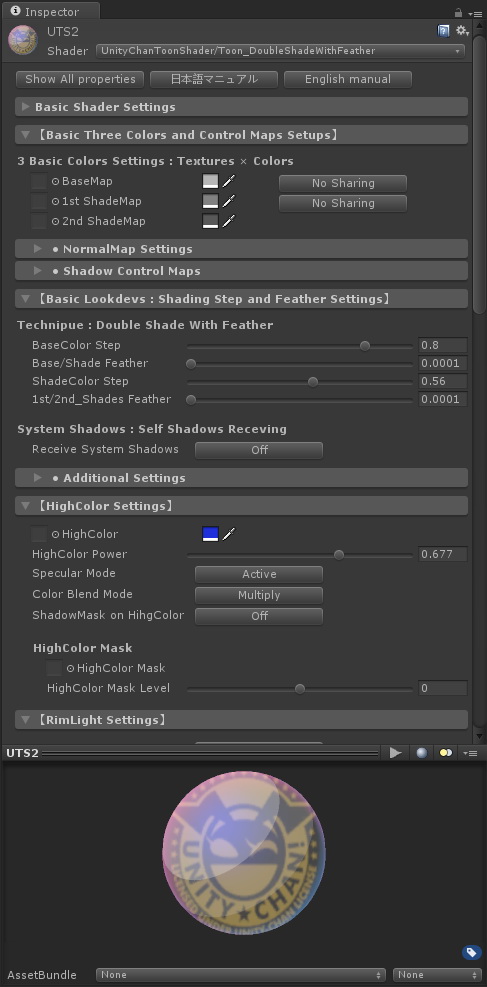 Inspector
UTS2
Shader UnityChanToonShader/Toon_DoubleShadeWithFeather
Show All properties 日本語マニュアル English manual
Basic Shader Settings
【Basic Three Colors and Control Maps Setups】
3 Basic Colors Settings : Textures × Colors
BaseMap No Sharing
1st ShadeMap No Sharing
2nd ShadeMap
● NormalMap Settings
● Shadow Control Maps
【Basic Lookdevs : Shading Step and Feather Settings】
Technipue : Double Shade With Feather
BaseColor Step 0.8
Base/Shade Feather 0.0001
ShadeColor Step 0.56
1st/2nd_Shades Feather 0.0001
System Shadows : Self Shadows Receving
Receive System Shadows Off
● Additional Settings
【HighColor Settings】
HighColor
HighColor Power 0.677
Specular Mode Active
Color Blend Mode Multiply
ShadowMask on HihgColor Off
HighColor Mask
HighColor Mask
HighColor Mask Level 0
【RimLight Settings】
UTS2
UNITY★CHAN!
AssetBundle None None